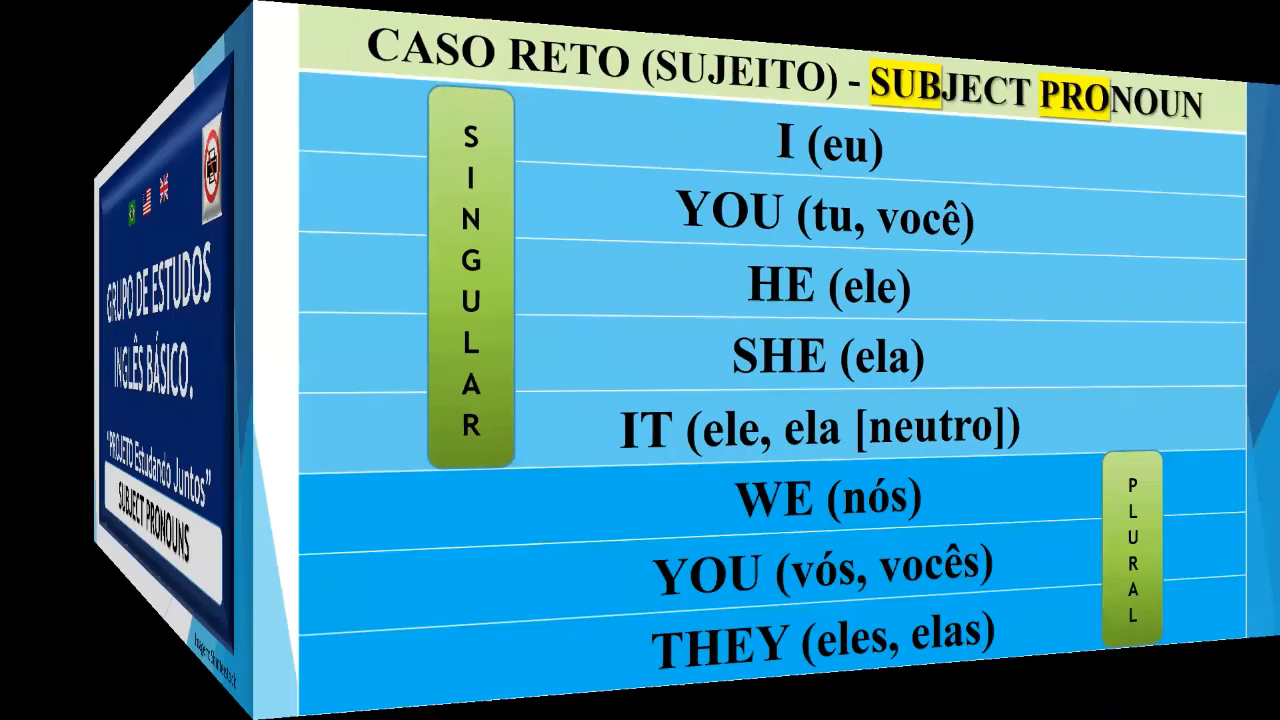 GRUPO DE ESTUDOS
INGLÊS BÁSICO.
"PROJETO Estudando Juntos"
SUBJECT PRONOUNS
CASO RETO (SUJEITO) - SUBJECT PRONOUN
SINGULAR
I (eu)
YOU (tu, você)
HE (ele)
SHE (ela)
IT (ele, ela [neutro])
WE (nós)
YOU (vós, vocês)
THEY (eles, elas)
PLURAL